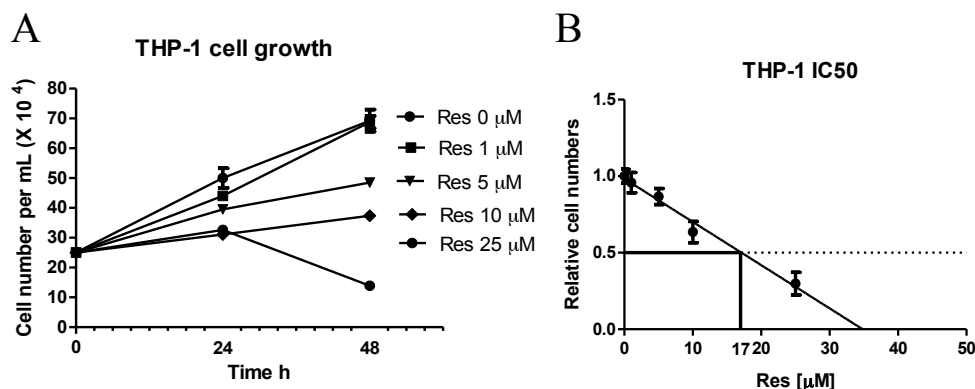 A
THP-1 cell growth
Cell number per mL (X 10 4)
80
70
60
50
40
30
20
10
0
0
24
48
Time h
Res 0 μM
Res 1 μM
Res 5 μM
Res 10 μM
Res 25 μM
B
THP-1 IC50
Relative cell numbers
1.5
1.0
0.5
0.0
0
10
17
20
30
40
50
Res [μM]